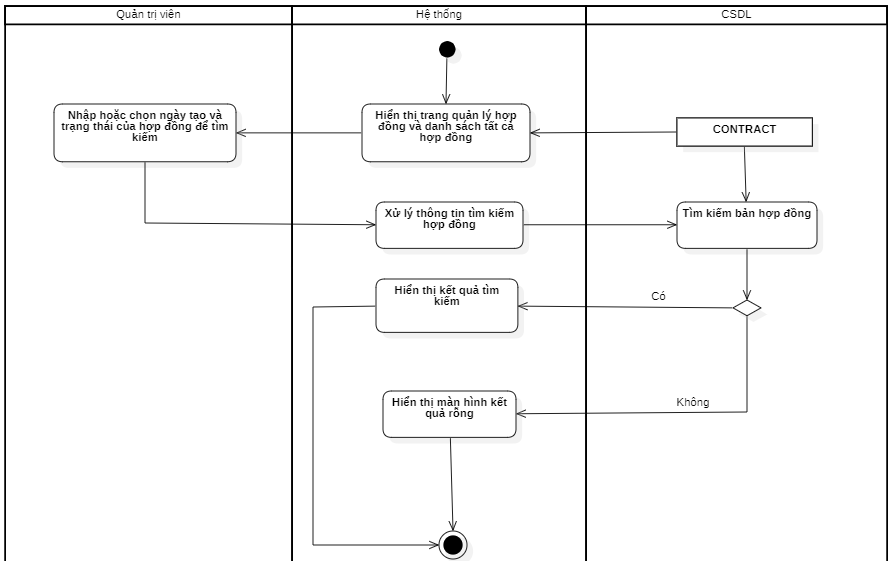 Quản trị viên
Hệ thống
CSDL
Nhập hoặc chọn ngày tạo và
trạng thái của hợp đồng để tìm
kiếm
Hiển thị trang quản lý hợp
đồng và danh sách tất cả
hợp đồng
CONTRACT
Xử lý thông tin tìm kiếm
hợp đồng
Tìm kiếm bản hợp đồng
Hiển thị kết quả tìm
kiếm
Có
Hiển thị màn hình kết
quả rỗng
Không